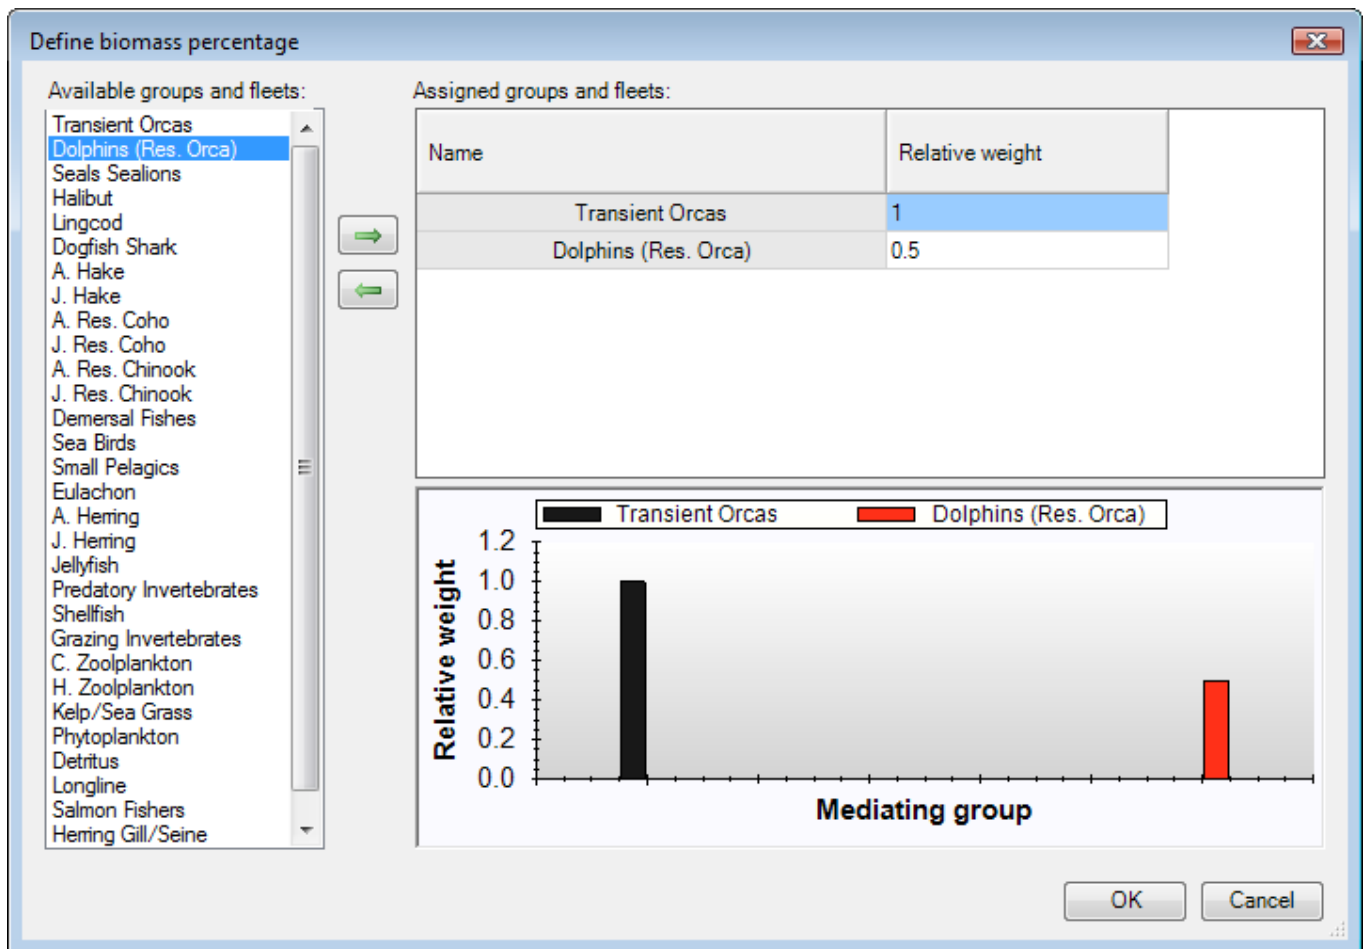 Define biomass percentage
Available groups and fleets:
Transient Orcas
Dolphins (Res. Orca)
Seals Sealions
Halibut
Lingcod
Dogfish Shark
A. Hake
J. Hake
A. Res. Coho
J. Res. Coho
A. Res. Chinook
J. Res. Chinook
Demersal Fishes
Sea Birds
Small Pelagics
Eulachon
A. Herring
J. Herring
Jellyfish
Predatory Invertebrates
Shellfish
Grazing Invertebrates
C. Zoolplankton
H. Zoolplankton
Kelp/Sea Grass
Phytoplankton
Detritus
Longline
Salmon Fishers
Herring Gill/Seine
Assigned groups and fleets:
Name Relative weight
Transient Orcas 1
Dolphins (Res. Orca) 0.5
Transient Orcas Dolphins (Res. Orca)
Relative weight
1.2
1.0
0.8
0.6
0.4
0.2
0.0
Mediating group
OK Cancel